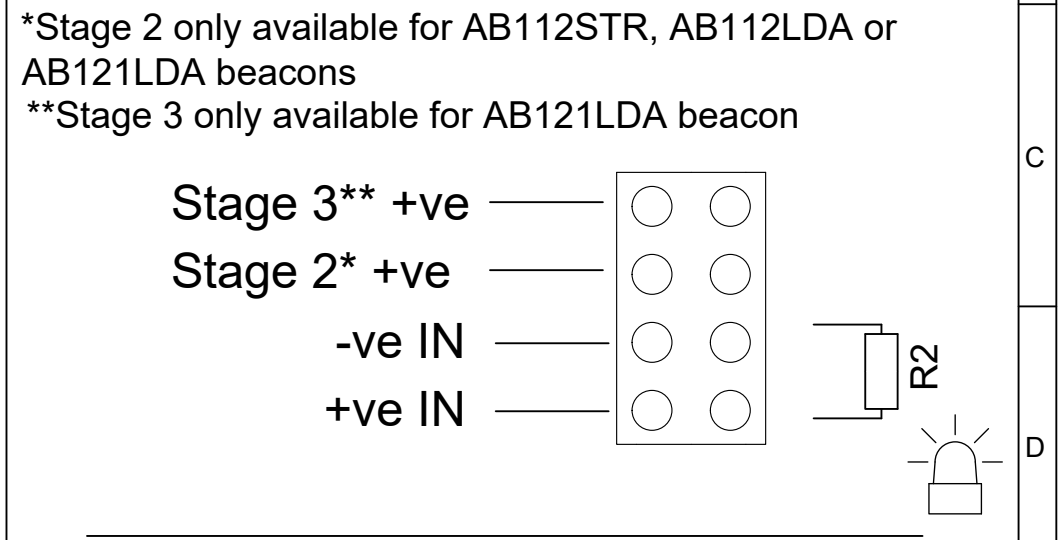 *Stage 2 only available for AB112STR, AB112LDA or
AB121LDA beacons
**Stage 3 only available for AB121LDA beacon
C
Stage 3** +ve
Stage 2* +ve
-ve IN
R2
+ve IN
D